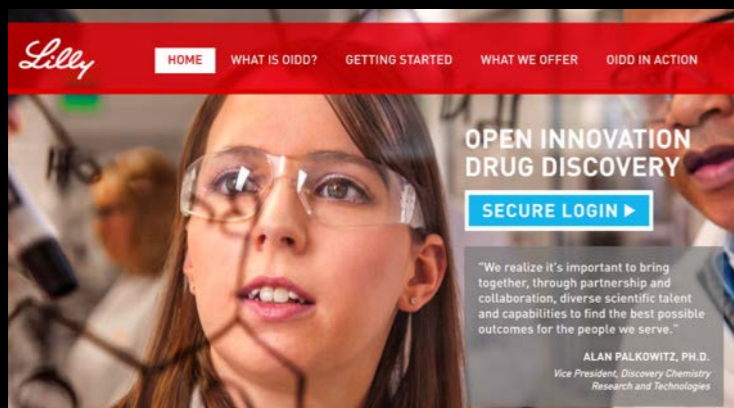 Lilly
HOME WHAT IS OIDD? GETTING STARTED WHAT WE OFFER OIDD IN ACTION
OPEN INNOVATION
DRUG DISCOVERY
SECURE LOGIN ▶
"We realize it's important to bring
together, through partnership and
collaboration, diverse scientific talent
and capabilities to find the best possible
outcomes for the people we serve."
ALAN PALKOWITZ, PH.D.
Vice President, Discovery Chemistry
Research and Technologies